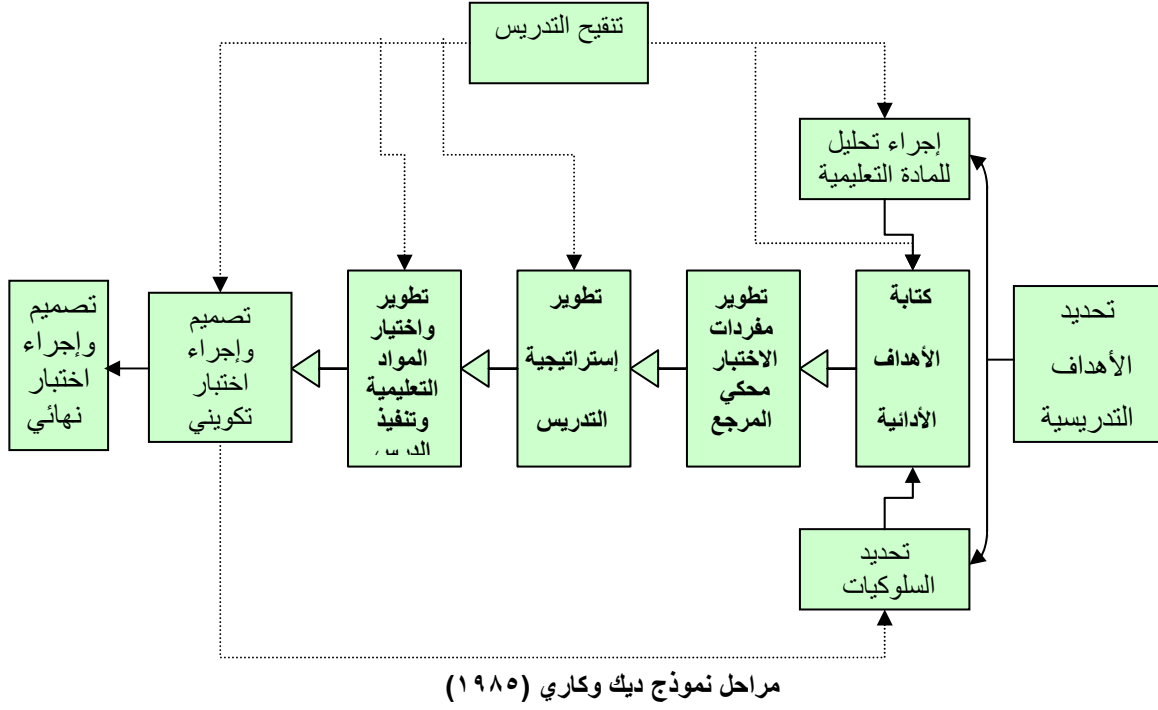 تنقيح التدريس
إجراء تحليل
للمادة التعليمية
تحديد
الأهداف
التدريسية
كتابة
الأهداف
الأدائية
تطوير
مفردات
الاختبار
محكي
المرجع
تطوير
إستراتيجية
التدريس
تطوير
واختيار
المواد
التعليمية
وتنفيذ
الدرس
تصميم
وإجراء
اختبار
تكويني
تصميم
وإجراء
اختبار
نهائي
تحديد
السلوكيات
مراحل نموذج ديك وكاري (١٩٨٥)